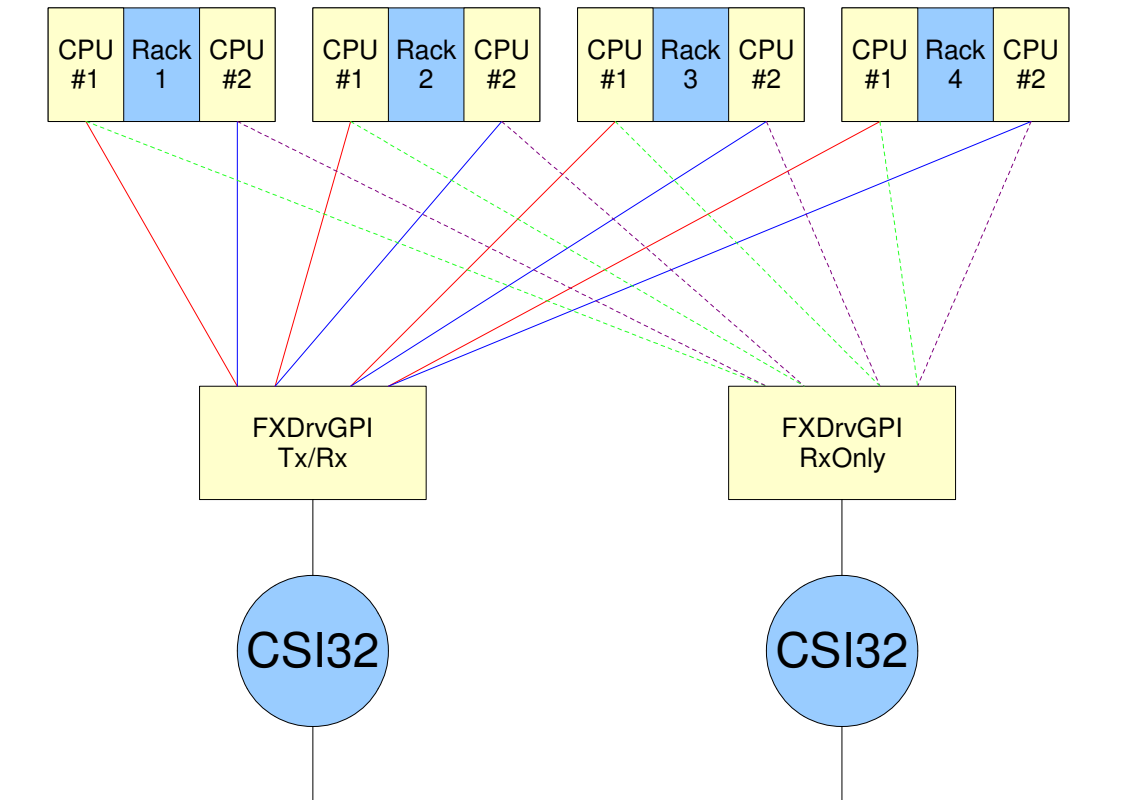 CPU Rack CPU CPU Rack CPU CPU Rack CPU CPU Rack CPU
#1 1 #2 #1 2 #2 #1 3 #2 #1 4 #2
FXDrvGPI FXDrvGPI
Tx/Rx RxOnly
CSI32 CSI32